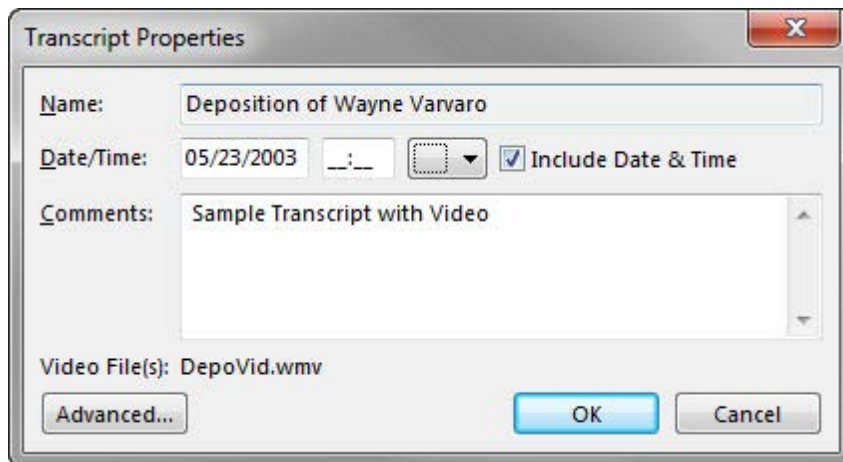 Transcript Properties
Name: Deposition of Wayne Varvaro
Date/Time: 05/23/2003 __:__ Include Date & Time
Comments: Sample Transcript with Video
Video File(s): DepoVid.wmv
Advanced... OK Cancel